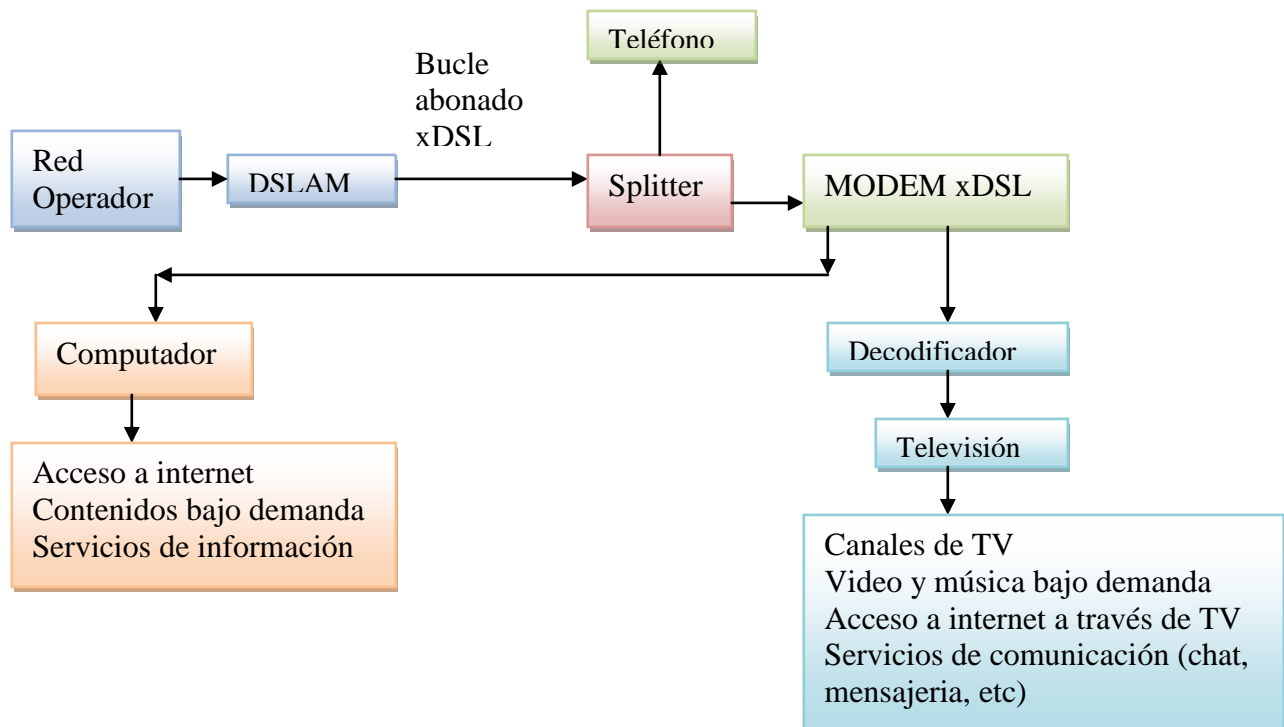 Teléfono
Bucle
abonado
xDSL
Red
Operador
DSLAM
Splitter
MODEM xDSL
Computador
Decodificador
Televisión
Acceso a internet
Contenidos bajo demanda
Servicios de información
Canales de TV
Video y música bajo demanda
Acceso a internet a través de TV
Servicios de comunicación (chat,
mensajeria, etc)